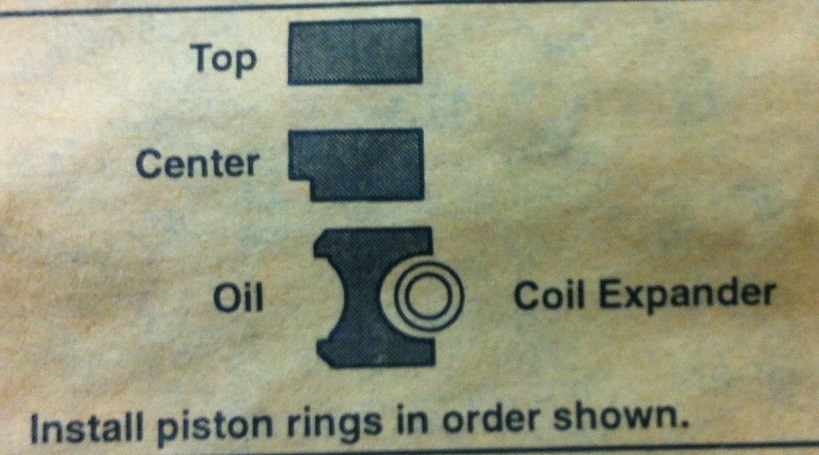 Top
Center
Oil
Coil Expander
Install piston rings in order shown.